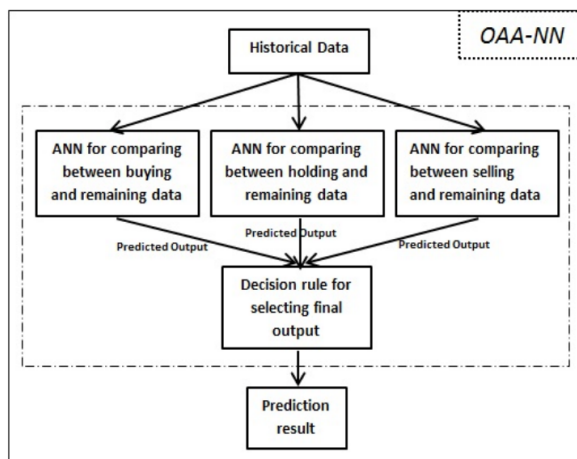 OAA-NN
Historical Data
ANN for comparing
between buying
and remaining data
ANN for comparing
between holding and
remaining data
ANN for comparing
between selling
and remaining data
Predicted Output
Predicted Output
Predicted Output
Decision rule for
selecting final
output
Prediction
result